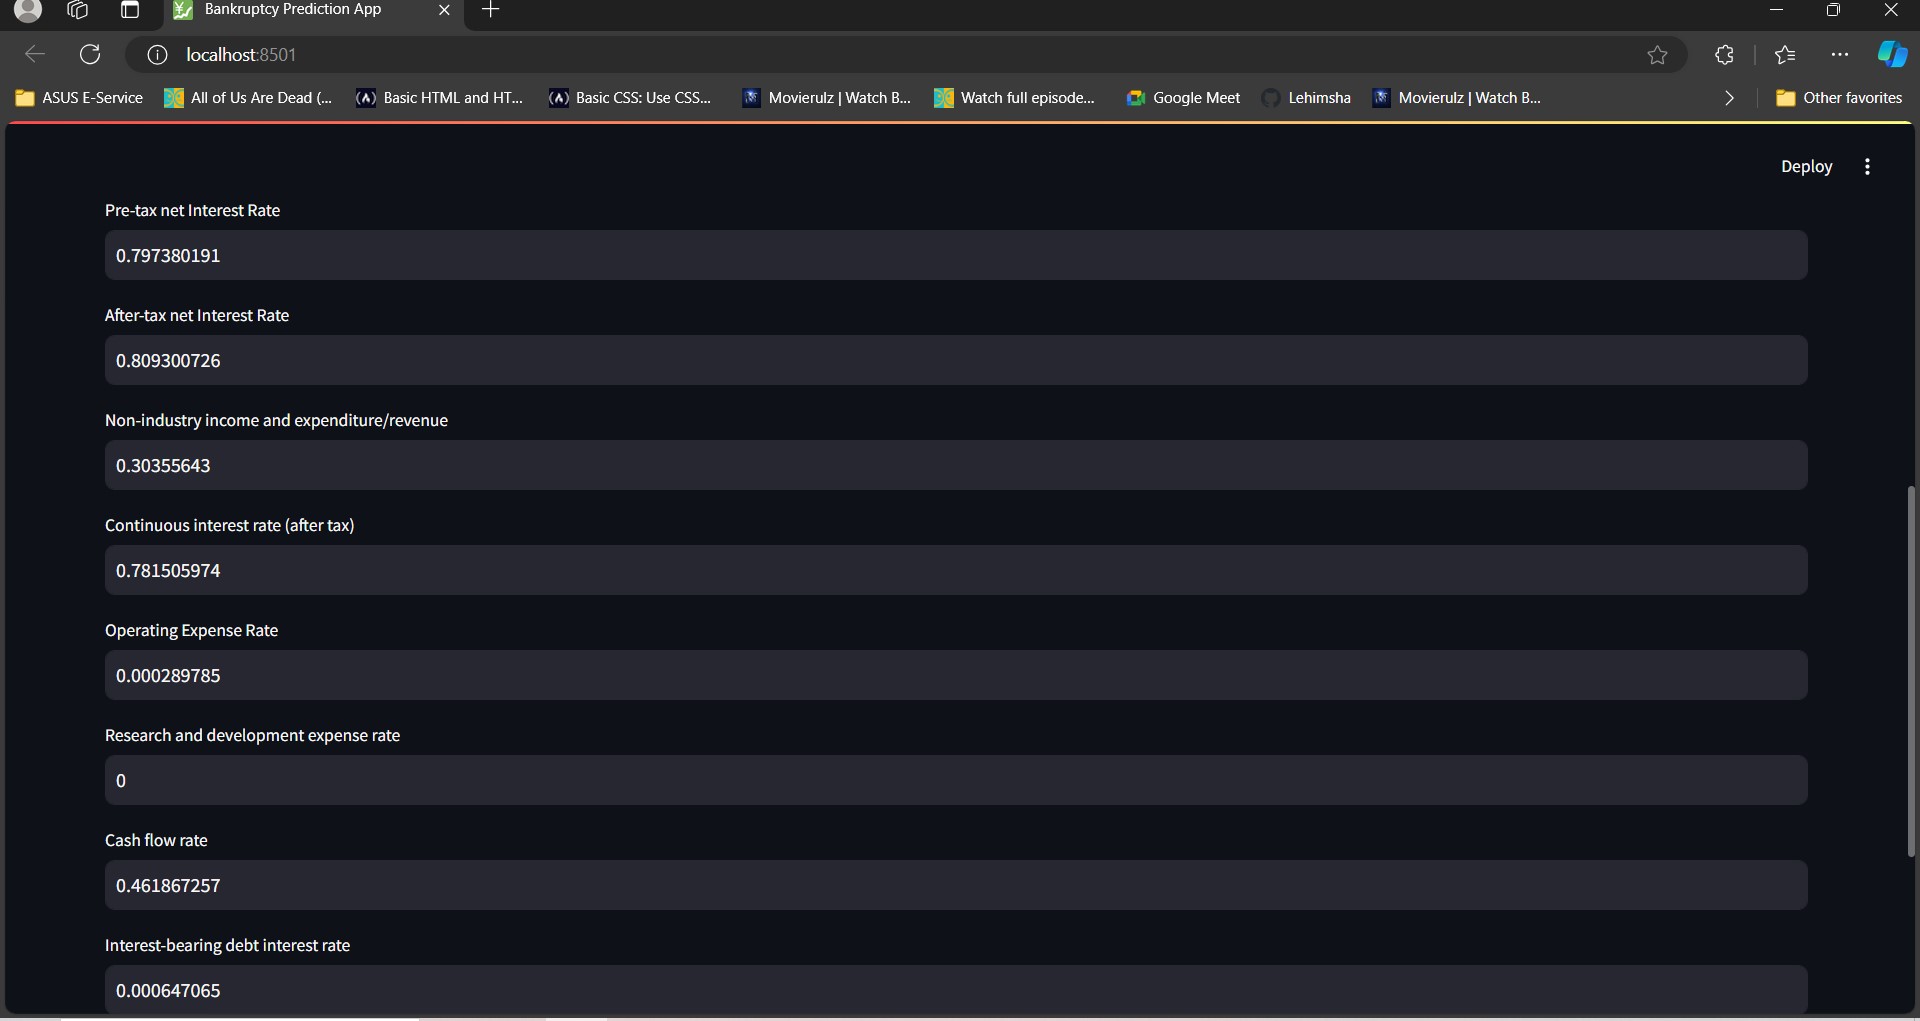 Bankruptcy Prediction App
localhost:8501
ASUS E-Service
All of Us Are Dead (...
Basic HTML and HT...
Basic CSS: Use CSS...
Movierulz | Watch B...
Watch full episode...
Google Meet
Lehimsha
Movierulz | Watch B...
Other favorites
Deploy
Pre-tax net Interest Rate
0.797380191
After-tax net Interest Rate
0.809300726
Non-industry income and expenditure/revenue
0.30355643
Continuous interest rate (after tax)
0.781505974
Operating Expense Rate
0.000289785
Research and development expense rate
0
Cash flow rate
0.461867257
Interest-bearing debt interest rate
0.000647065